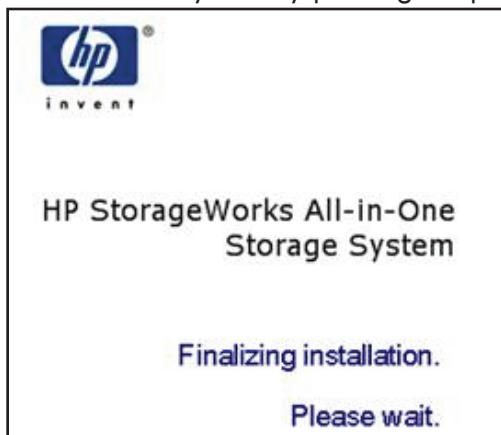 hp
®
invent
HP StorageWorks All-in-One
Storage System
Finalizing installation.
Please wait.